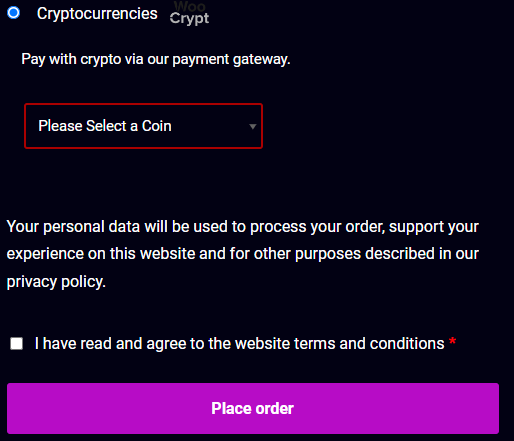 Cryptocurrencies Woo Crypt
Pay with crypto via our payment gateway.
Please Select a Coin
Your personal data will be used to process your order, support your
experience on this website and for other purposes described in our
privacy policy.
I have read and agree to the website terms and conditions *
Place order